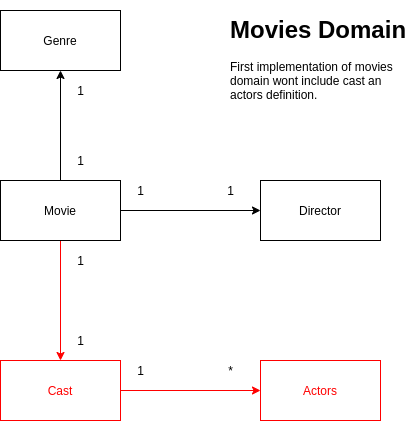 Genre
Movies Domain
First implementation of movies
domain wont include cast an
actors definition.
1
1
Movie
1
1
Director
1
1
Cast
1
*
Actors